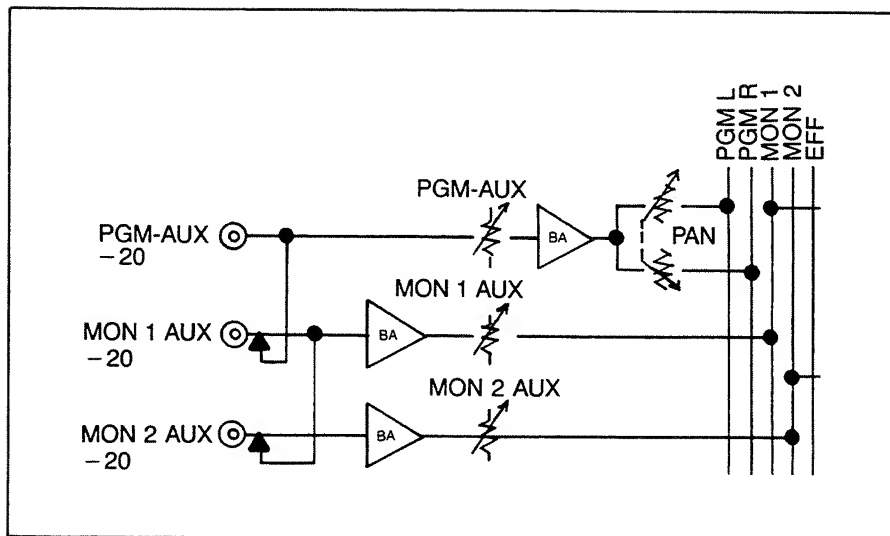 PGM L
PGM R
MON 1
MON 2
EFF
PGM-AUX
PGM-AUX
−20
BA
PAN
MON 1 AUX
MON 1 AUX
−20
BA
MON 2 AUX
MON 2 AUX
−20
BA